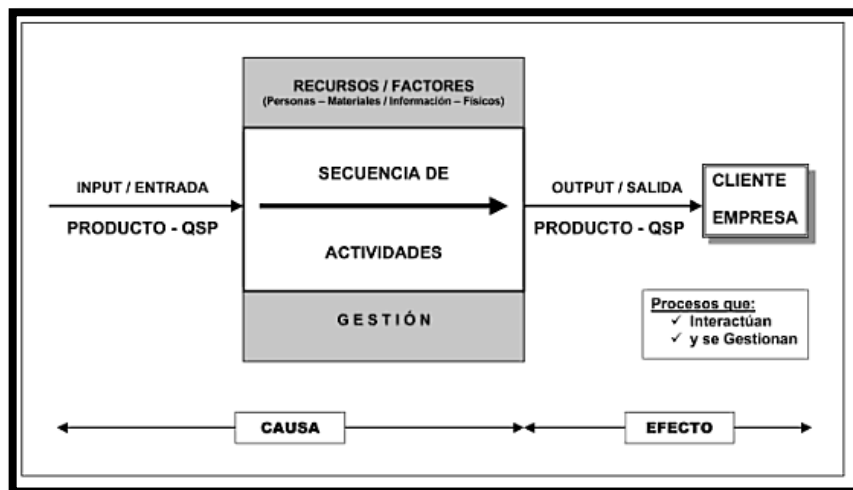 RECURSOS / FACTORES
(Personas – Materiales / Información – Físicos)
INPUT / ENTRADA
PRODUCTO - QSP
SECUENCIA DE
ACTIVIDADES
GESTIÓN
OUTPUT / SALIDA
PRODUCTO - QSP
CLIENTE
EMPRESA
Procesos que:
✓ Interactúan
✓ y se Gestionan
CAUSA
EFECTO